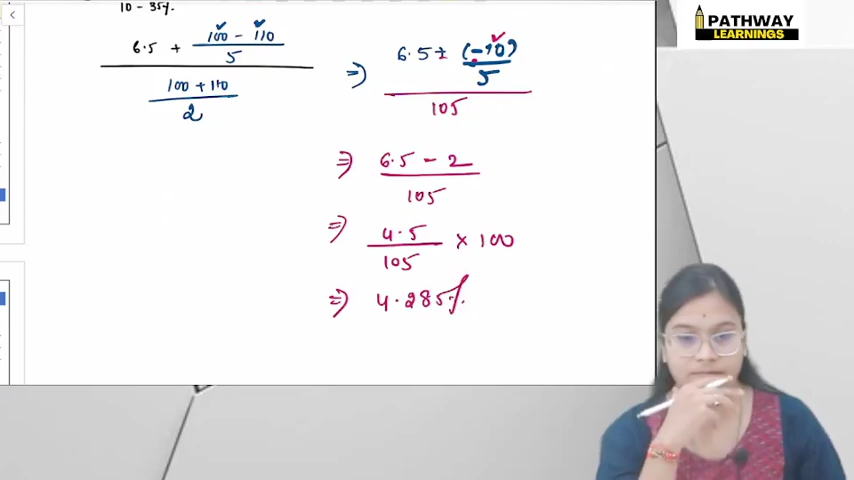 10 - 35%.
6.5 + 100 - 110 / 5
100 + 110 / 2
⇒ 6.5 + (-10) / 5
105
⇒ 6.5 - 2
105
⇒ 4.5 / 105 × 100
⇒ 4.285%
PATHWAY
LEARNINGS